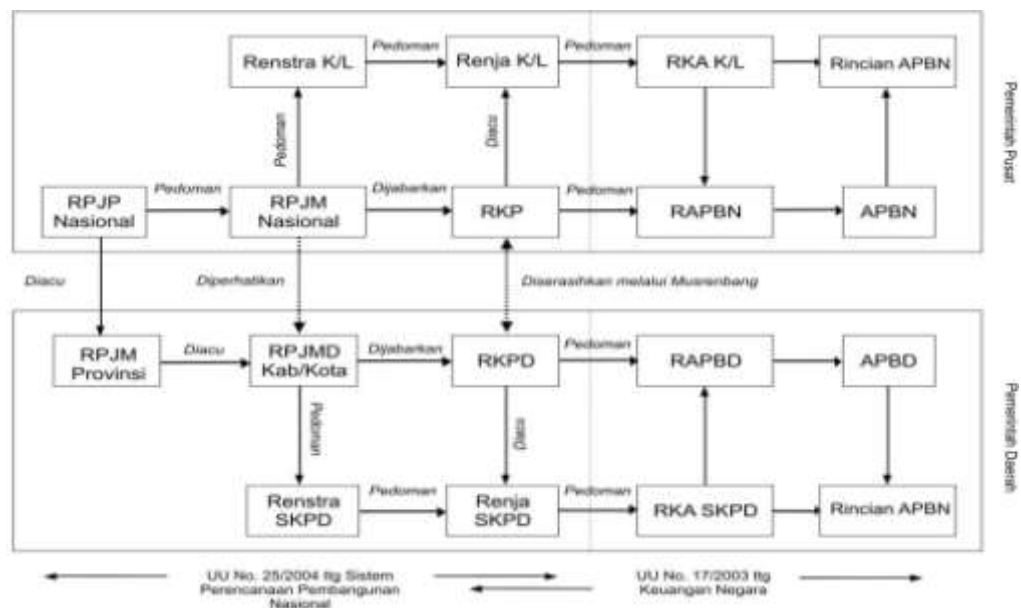 Pedoman
Pedoman
Renstra K/L
Renja K/L
RKA K/L
Rincian APBN
Pedoman
Diacu
Pemerintah Pusat
RPJP
Nasional
Pedoman
RPJM
Nasional
Dijabarkan
RKP
Pedoman
RAPBN
APBN
Diacu
Diperhatikan
Diserasihkan melalui Musrenbang
RPJM
Provinsi
Diacu
RPJMD
Kab/Kota
Dijabarkan
RKPD
Pedoman
RAPBD
APBD
Pedoman
Diacu
Pemerintah Daerah
Renstra
SKPD
Pedoman
Renja
SKPD
Pedoman
RKA SKPD
Rincian APBN
UU No. 25/2004 ttg Sistem
Perencanaan Pembangunan
Nasional
UU No. 17/2003 ttg
Keuangan Negara